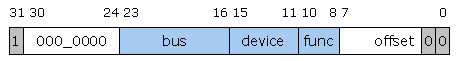 31 30 24 23 16 15 11 10 8 7 0
1 000_0000 bus device func offset 0 0